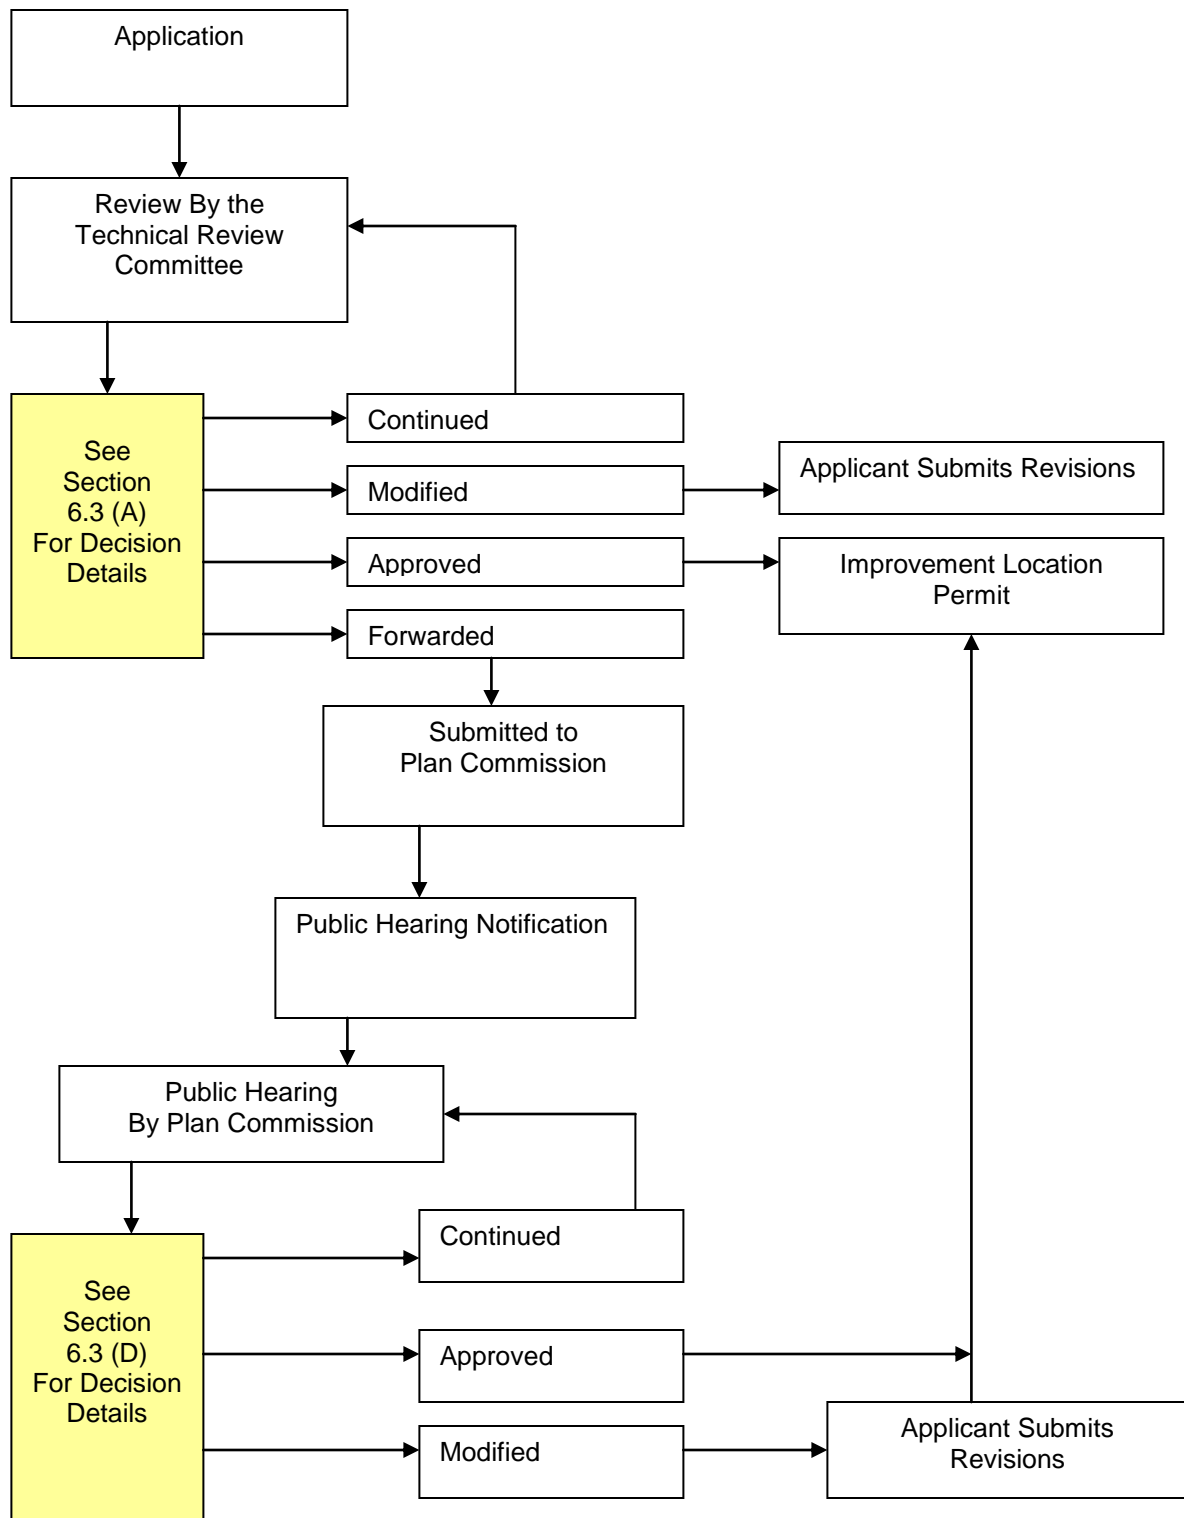 Application
Review By the
Technical Review
Committee
See
Section
6.3 (A)
For Decision
Details
Continued
Modified
Applicant Submits Revisions
Approved
Improvement Location
Permit
Forwarded
Submitted to
Plan Commission
Public Hearing Notification
Public Hearing
By Plan Commission
See
Section
6.3 (D)
For Decision
Details
Continued
Approved
Modified
Applicant Submits
Revisions